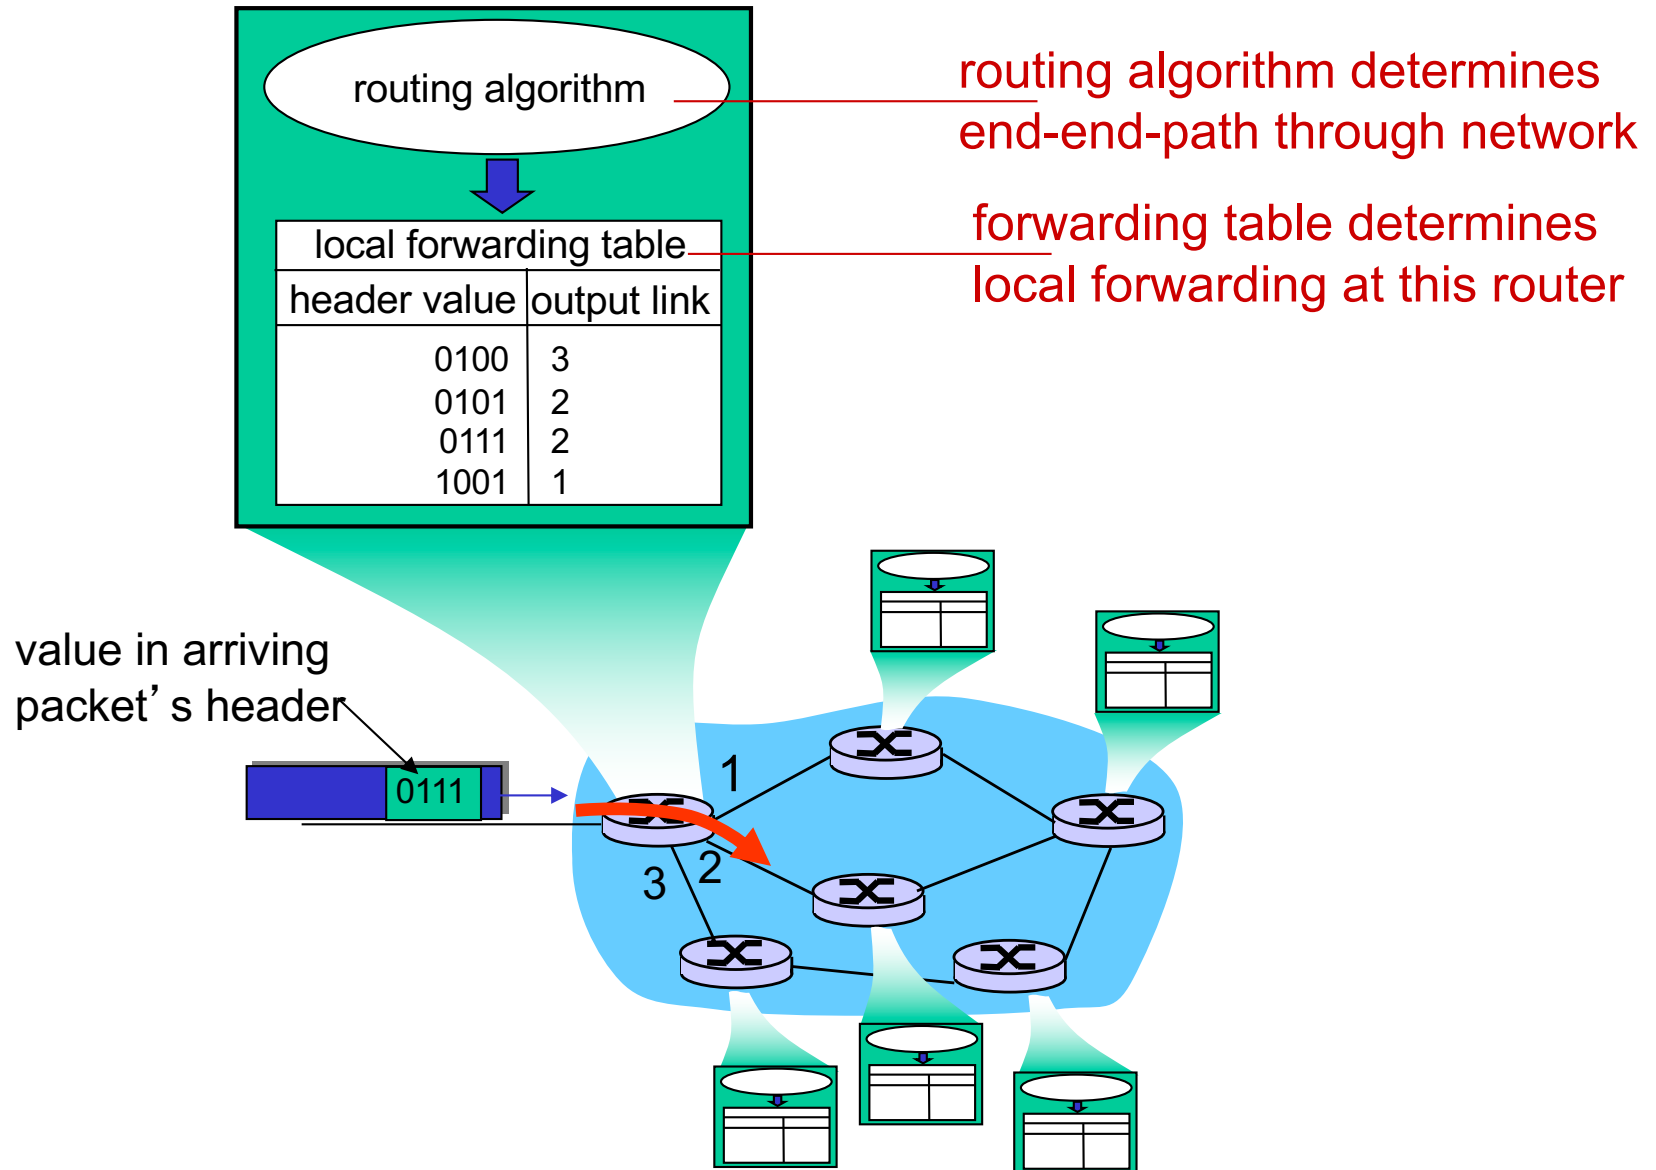 routing algorithm
routing algorithm determines
end-end-path through network
local forwarding table
forwarding table determines
local forwarding at this router
header value output link
0100 3
0101 2
0111 2
1001 1
value in arriving
packet’s header
0111
1
2
3